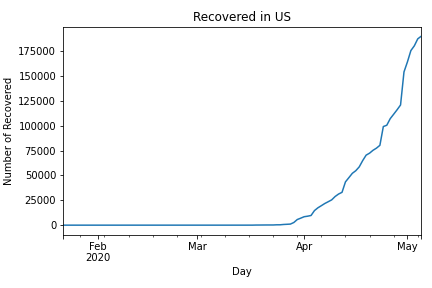 Recovered in US
175000
150000
125000
100000
75000
50000
25000
0
Number of Recovered
Feb
2020
Mar
Apr
May
Day